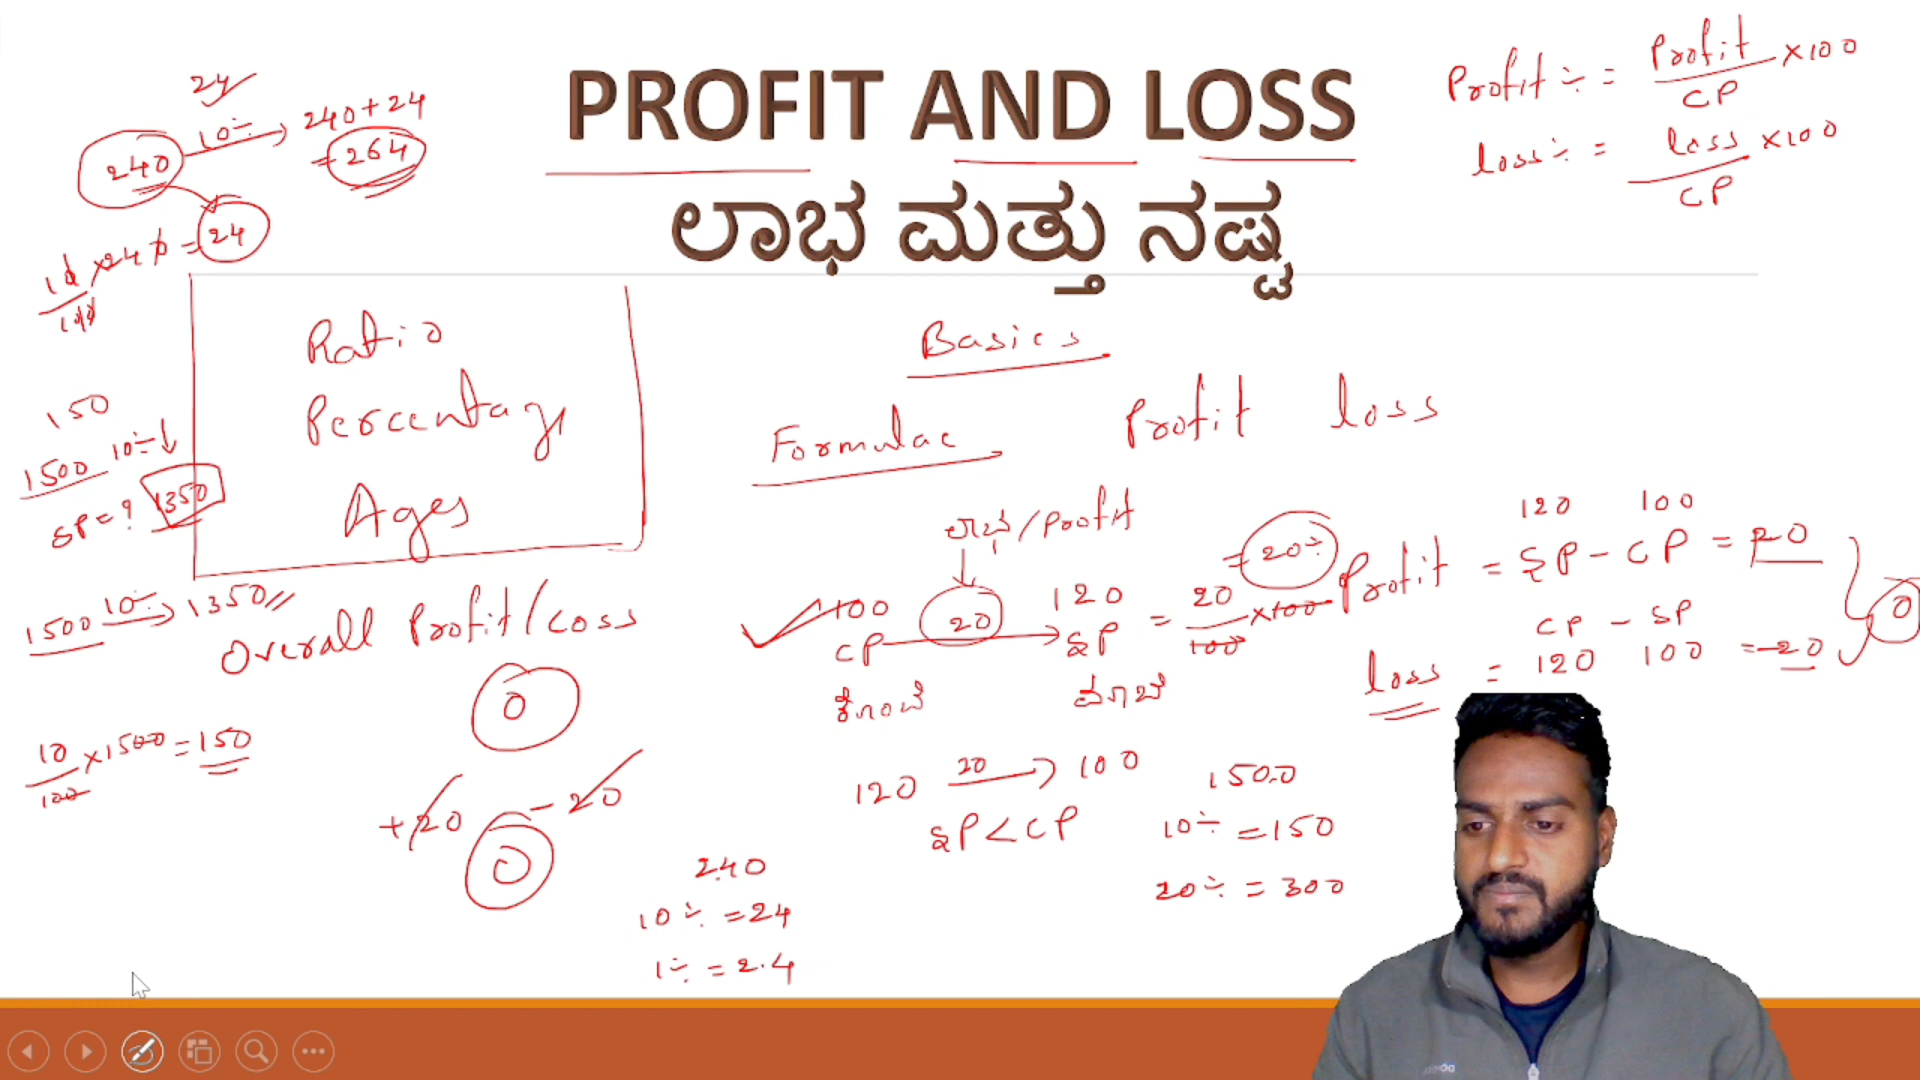 PROFIT AND LOSS
ಲಾಭ ಮತ್ತು ನಷ್ಟ
24
240 10% 240+24
=264
10/100 ×240 = 24
Profit % = Profit/CP ×100
loss % = loss/CP ×100
Ratio
Percentage
Ages
150
1500 10% ↓
SP = ? 1350
1500 10% → 1350
Overall Profit/Loss
0
10/100 ×1500 = 150
+20 - 20
0
Basics
Formulae
Profit loss
ಲಾಭ/profit
100 20 120
CP → SP = 20/100 ×100 = 20%
120 20 → 100
SP < CP
1500
10% = 150
20% = 300
240
10% = 24
1% = 2.4
120 100
Profit = SP - CP = 20
CP - SP
loss = 120 100 = -20
0